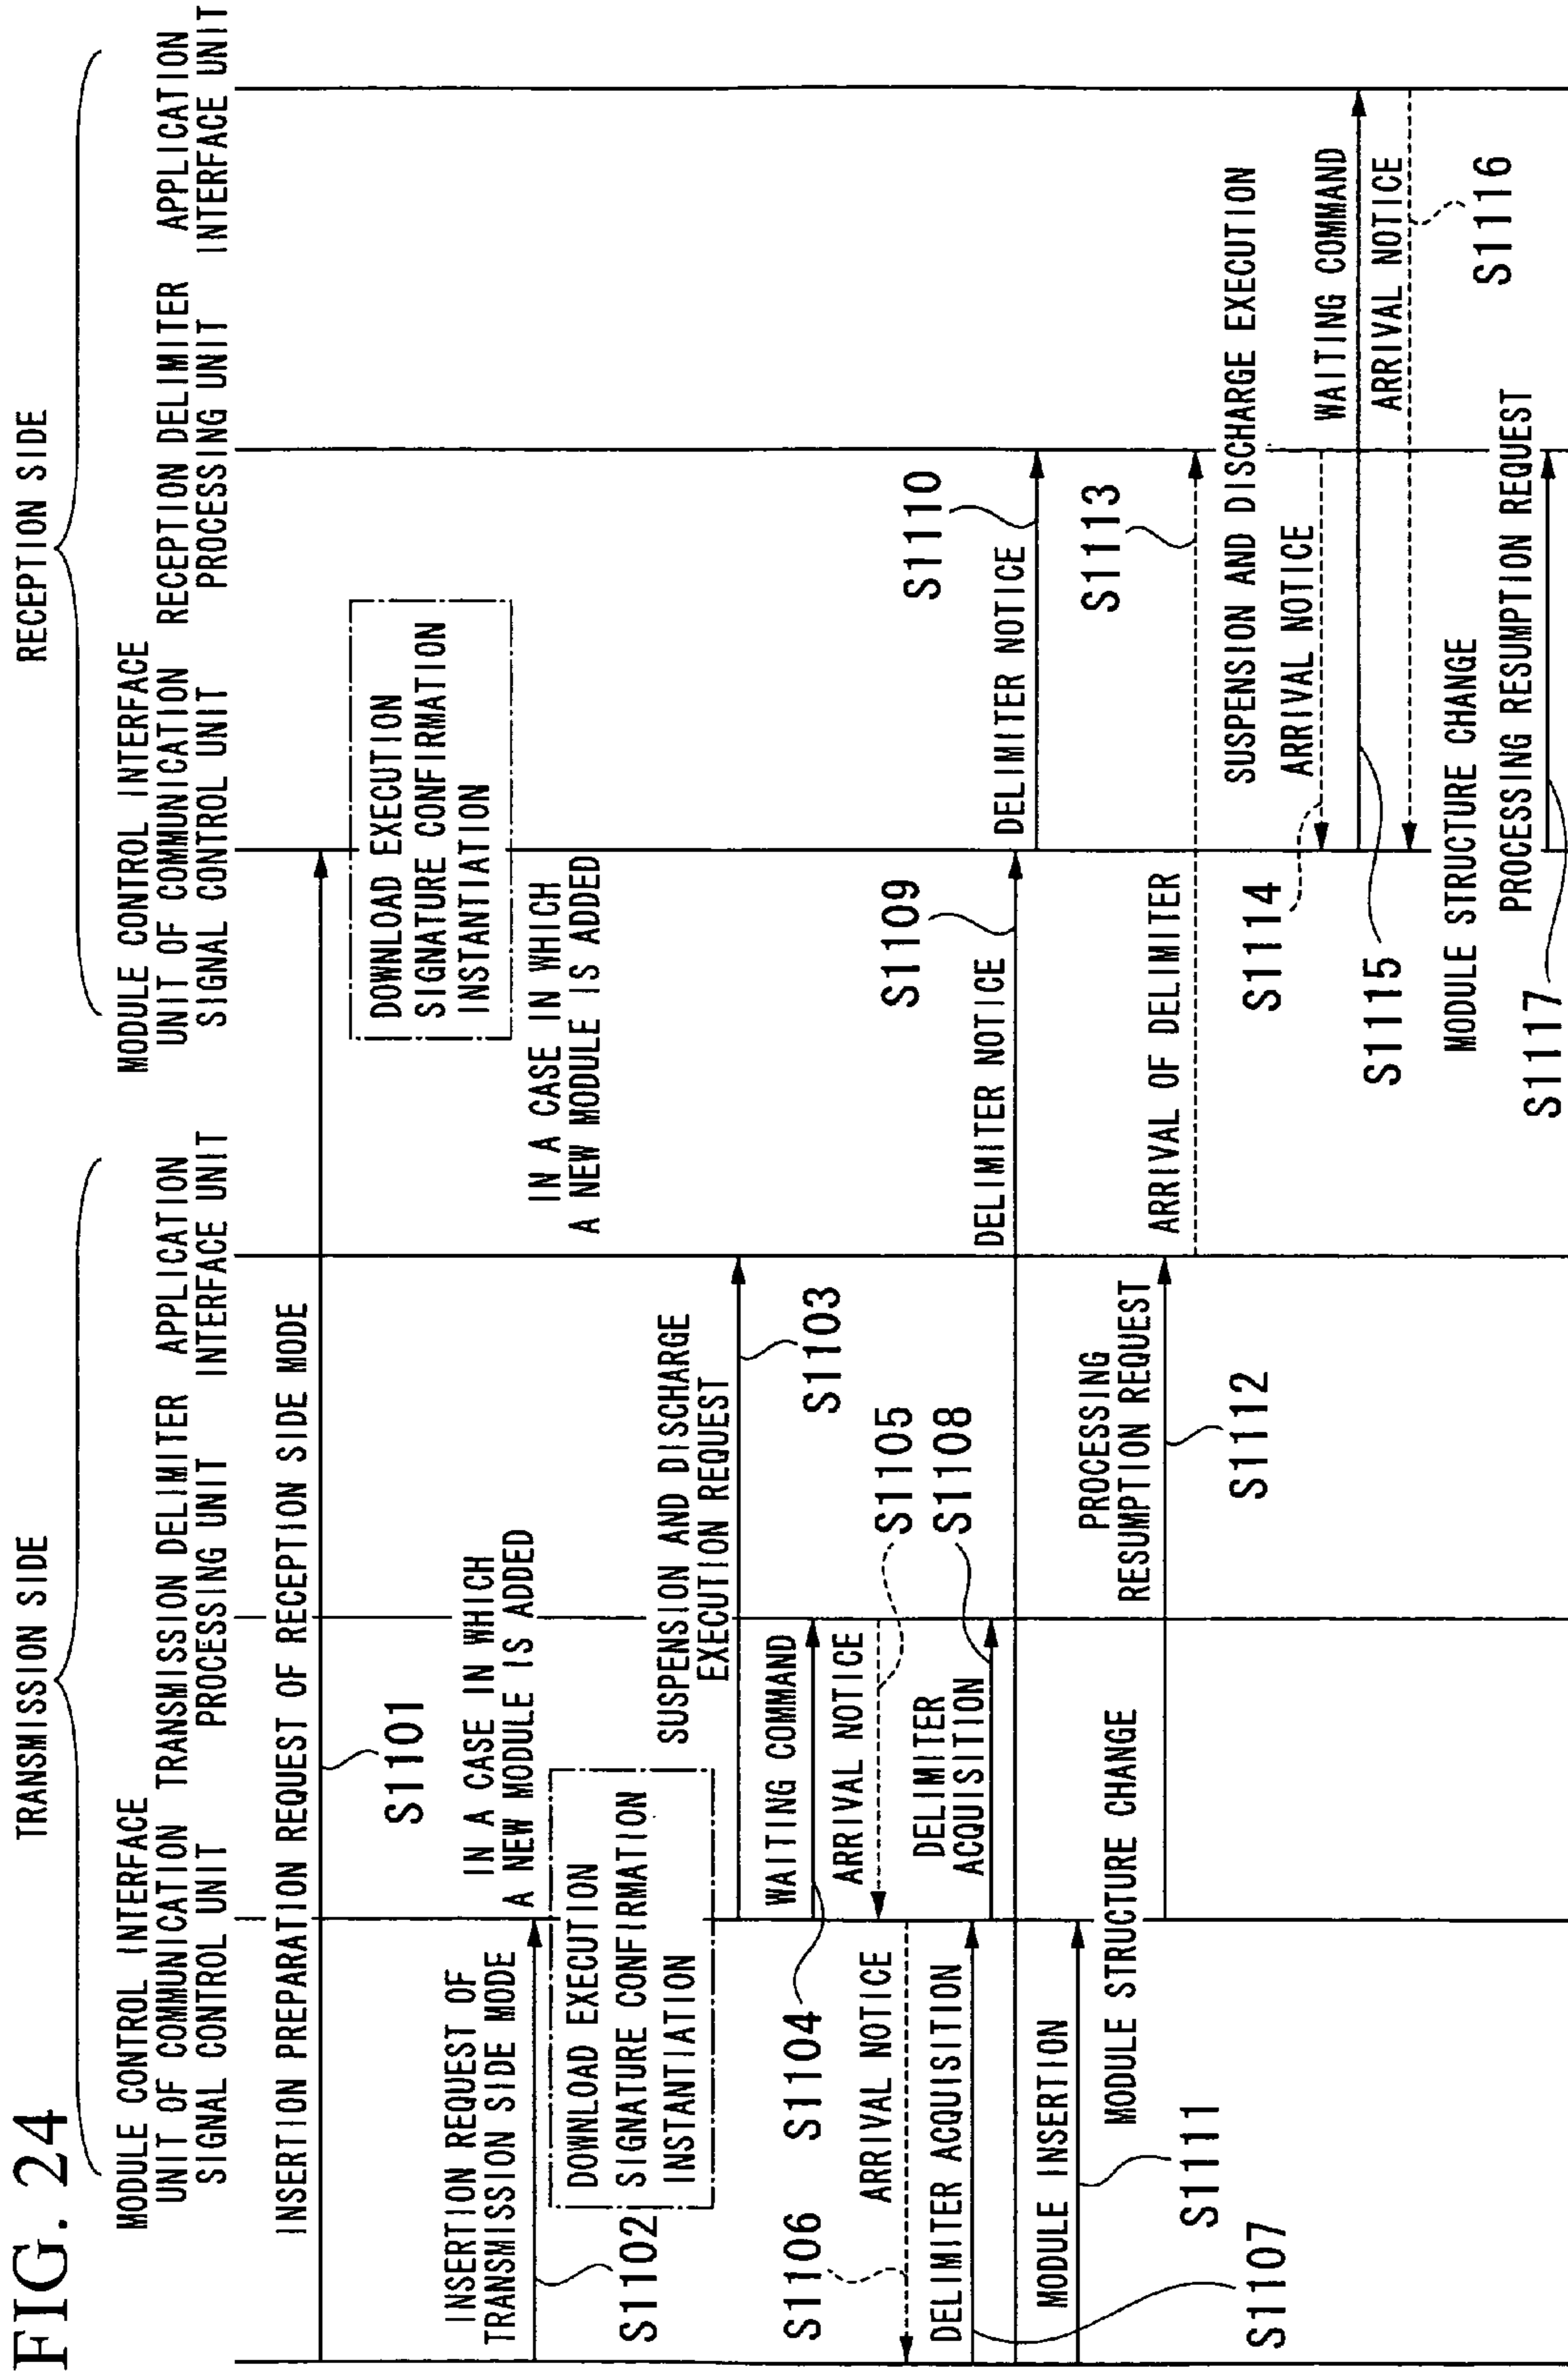 FIG. 24
TRANSMISSION SIDE
RECEPTION SIDE
MODULE CONTROL INTERFACE
UNIT OF COMMUNICATION
SIGNAL CONTROL UNIT
TRANSMISSION DELIMITER
PROCESSING UNIT
APPLICATION
INTERFACE UNIT
MODULE CONTROL INTERFACE
UNIT OF COMMUNICATION
SIGNAL CONTROL UNIT
RECEPTION DELIMITER
PROCESSING UNIT
APPLICATION
INTERFACE UNIT
INSERTION PREPARATION REQUEST OF RECEPTION SIDE MODE
S1101
DOWNLOAD EXECUTION
SIGNATURE CONFIRMATION
INSTANTIATION
IN A CASE IN WHICH
A NEW MODULE IS ADDED
INSERTION REQUEST OF
TRANSMISSION SIDE MODE
S1102
IN A CASE IN WHICH
A NEW MODULE IS ADDED
DOWNLOAD EXECUTION
SIGNATURE CONFIRMATION
INSTANTIATION
SUSPENSION AND DISCHARGE
EXECUTION REQUEST
S1103
WAITING COMMAND
S1104
ARRIVAL NOTICE
S1105
ARRIVAL NOTICE
S1106
DELIMITER ACQUISITION
S1107
DELIMITER
ACQUISITION
S1108
DELIMITER NOTICE
S1109
DELIMITER NOTICE
S1110
MODULE INSERTION
S1111
MODULE STRUCTURE CHANGE
PROCESSING
RESUMPTION REQUEST
S1112
ARRIVAL OF DELIMITER
S1113
SUSPENSION AND DISCHARGE EXECUTION
ARRIVAL NOTICE
S1114
WAITING COMMAND
S1115
ARRIVAL NOTICE
S1116
MODULE STRUCTURE CHANGE
PROCESSING RESUMPTION REQUEST
S1117